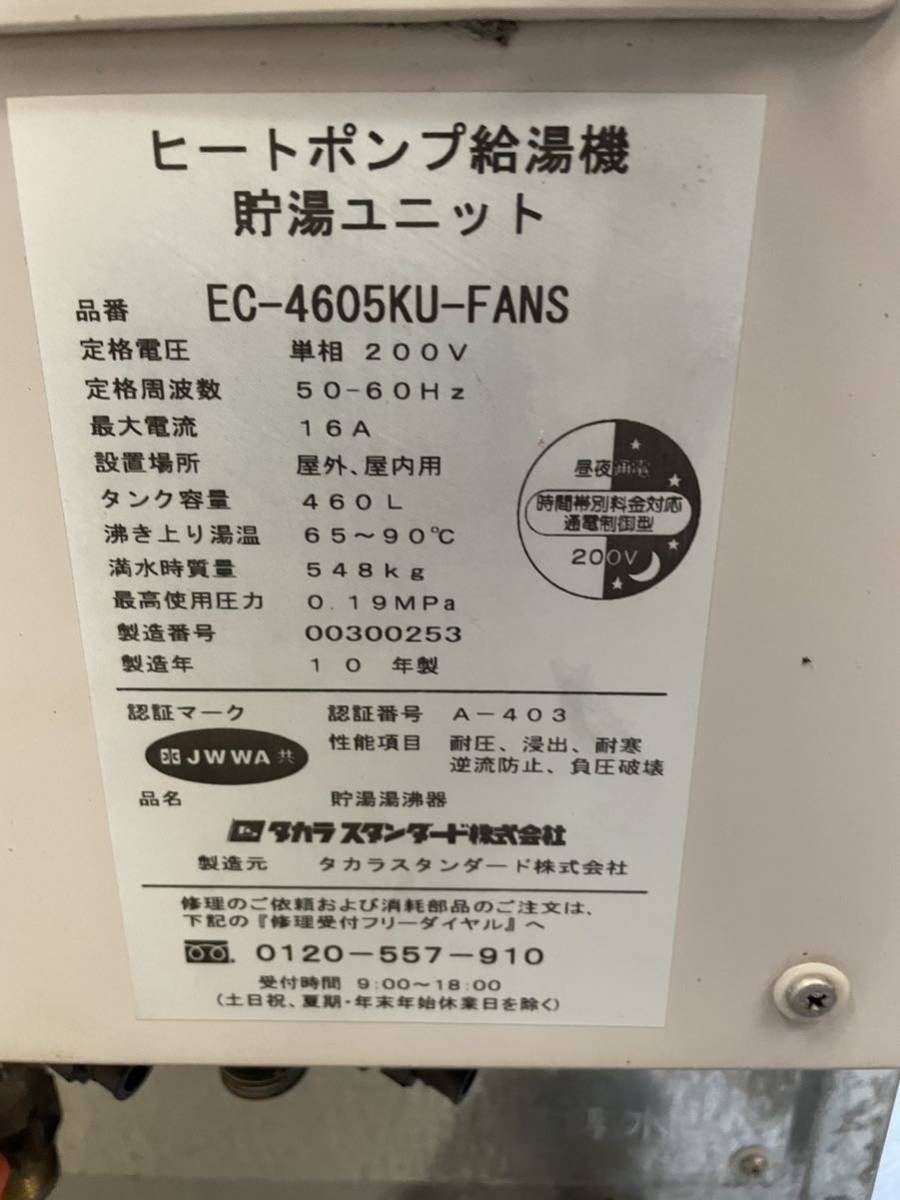 ヒートポンプ給湯機
貯湯ユニット
品番 EC-4605KU-FANS
定格電圧 単相 200V
定格周波数 50-60Hz
最大電流 16A
設置場所 屋外、屋内用
タンク容量 460L
沸き上り湯温 65～90℃
満水時質量 548kg
最高使用圧力 0.19MPa
製造番号 00300253
製造年 10 年製
昼夜通電
時間帯別料金対応
通電制御型
200V
認証マーク 認証番号 A-403
JWWA 共
性能項目 耐圧、浸出、耐寒
逆流防止、負圧破壊
品名 貯湯湯沸器
タカラスタンダード株式会社
製造元 タカラスタンダード株式会社
修理のご依頼および消耗部品のご注文は、
下記の『修理受付フリーダイヤル』へ
0120-557-910
受付時間 9:00～18:00
(土日祝、夏期・年末年始休業日を除く)